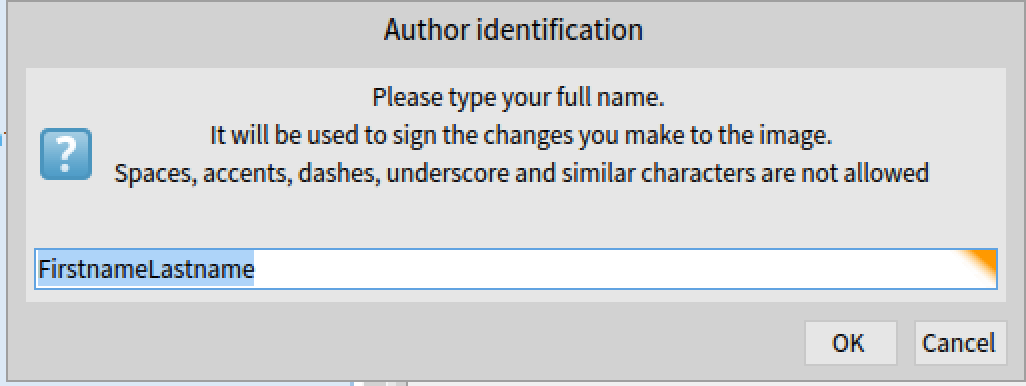 Author identification
Please type your full name.
It will be used to sign the changes you make to the image.
Spaces, accents, dashes, underscore and similar characters are not allowed
FirstnameLastname
OK Cancel